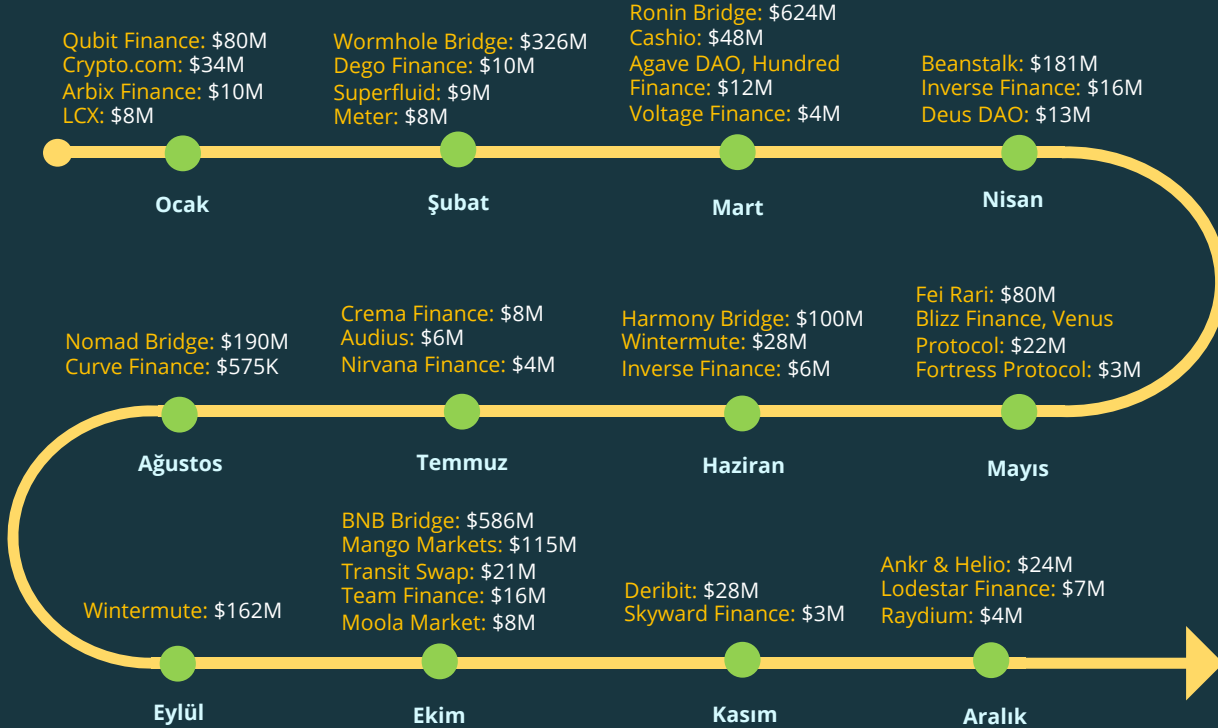 Qubit Finance: $80M
Crypto.com: $34M
Arbix Finance: $10M
LCX: $8M
Ocak
Wormhole Bridge: $326M
Dego Finance: $10M
Superfluid: $9M
Meter: $8M
Şubat
Ronin Bridge: $624M
Cashio: $48M
Agave DAO, Hundred
Finance: $12M
Voltage Finance: $4M
Mart
Beanstalk: $181M
Inverse Finance: $16M
Deus DAO: $13M
Nisan
Fei Rari: $80M
Blizz Finance, Venus
Protocol: $22M
Fortress Protocol: $3M
Mayıs
Harmony Bridge: $100M
Wintermute: $28M
Inverse Finance: $6M
Haziran
Crema Finance: $8M
Audius: $6M
Nirvana Finance: $4M
Temmuz
Nomad Bridge: $190M
Curve Finance: $575K
Ağustos
Wintermute: $162M
Eylül
BNB Bridge: $586M
Mango Markets: $115M
Transit Swap: $21M
Team Finance: $16M
Moola Market: $8M
Ekim
Deribit: $28M
Skyward Finance: $3M
Kasım
Ankr & Helio: $24M
Lodestar Finance: $7M
Raydium: $4M
Aralık